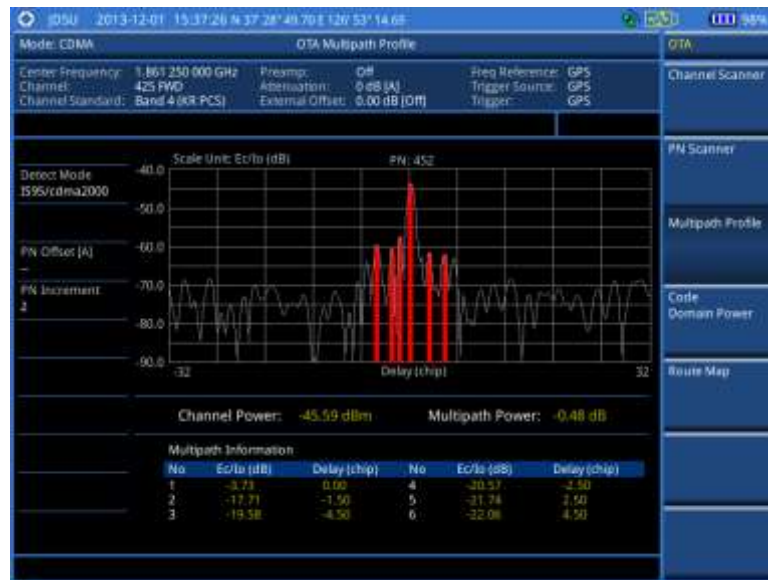 JDSU 2013-12-01 15:37:26 N 37° 28' 49.70 E 126° 53' 14.69 98%
Mode: CDMA OTA Multipath Profile OTA
Center Frequency: 1.861 250 000 GHz Preamp: Off Freq Reference: GPS
Channel: 425 FWD Attenuation: 0 dB [A] Trigger Source: GPS
Channel Standard: Band 4 (KR PCS) External Offset: 0.00 dB [Off] Trigger: GPS
Channel Scanner
PN Scanner
Multipath Profile
Code
Domain Power
Route Map
Detect Mode
IS95/cdma2000
PN Offset [A]
--
PN Increment
2
Scale Unit: Ec/Io (dB) PN: 452
-40.0
-50.0
-60.0
-70.0
-80.0
-90.0
-32 Delay (chip) 32
Channel Power: -45.59 dBm Multipath Power: -0.48 dB
Multipath Information
No Ec/Io (dB) Delay (chip) No Ec/Io (dB) Delay (chip)
1 -3.73 0.00 4 -20.57 -2.50
2 -17.71 -1.50 5 -21.74 2.50
3 -19.58 -4.50 6 -22.06 4.50